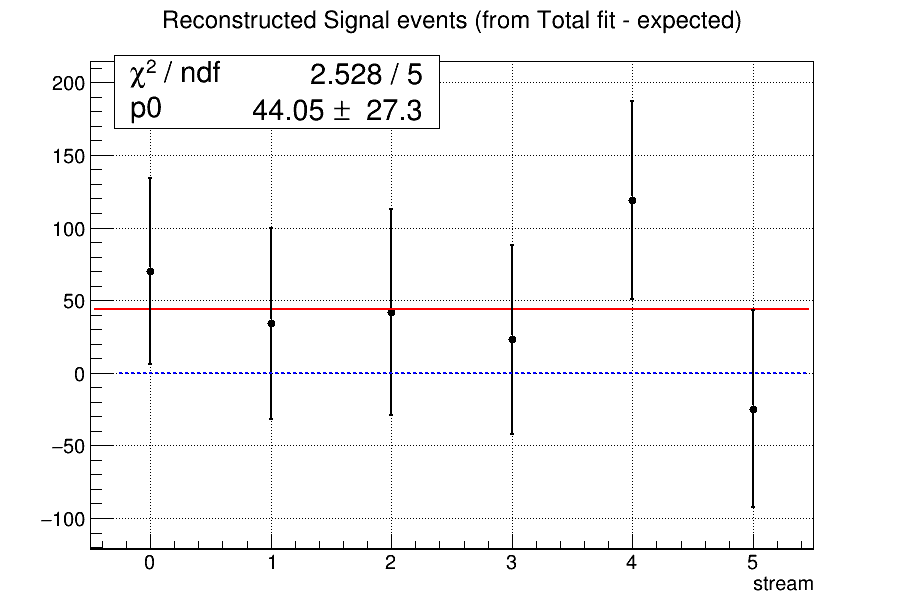 Reconstructed Signal events (from Total fit - expected)
χ² / ndf 2.528 / 5
p0 44.05 ± 27.3
200
150
100
50
0
−50
−100
0 1 2 3 4 5
stream